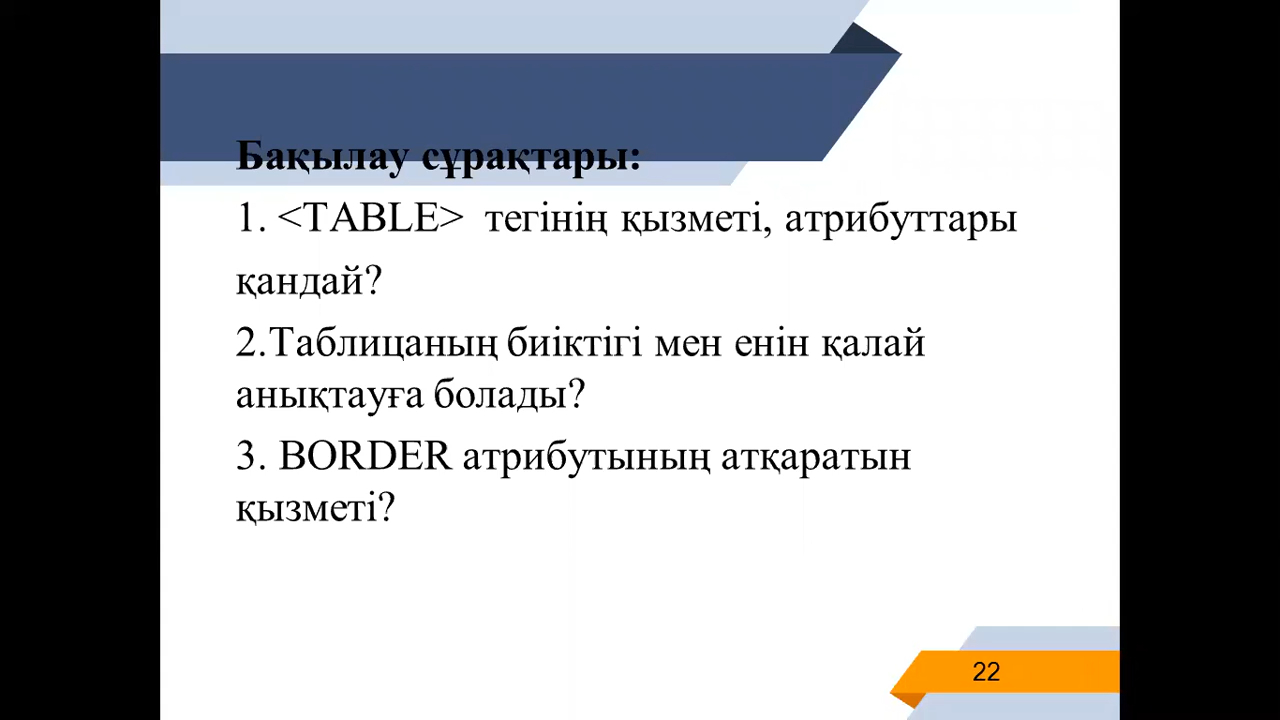 Бақылау сұрақтары:
1. <TABLE>  тегінің қызметі, атрибуттары
қандай?
2.Таблицаның биіктігі мен енін қалай
анықтауға болады?
3. BORDER атрибутының атқаратын
қызметі?
22